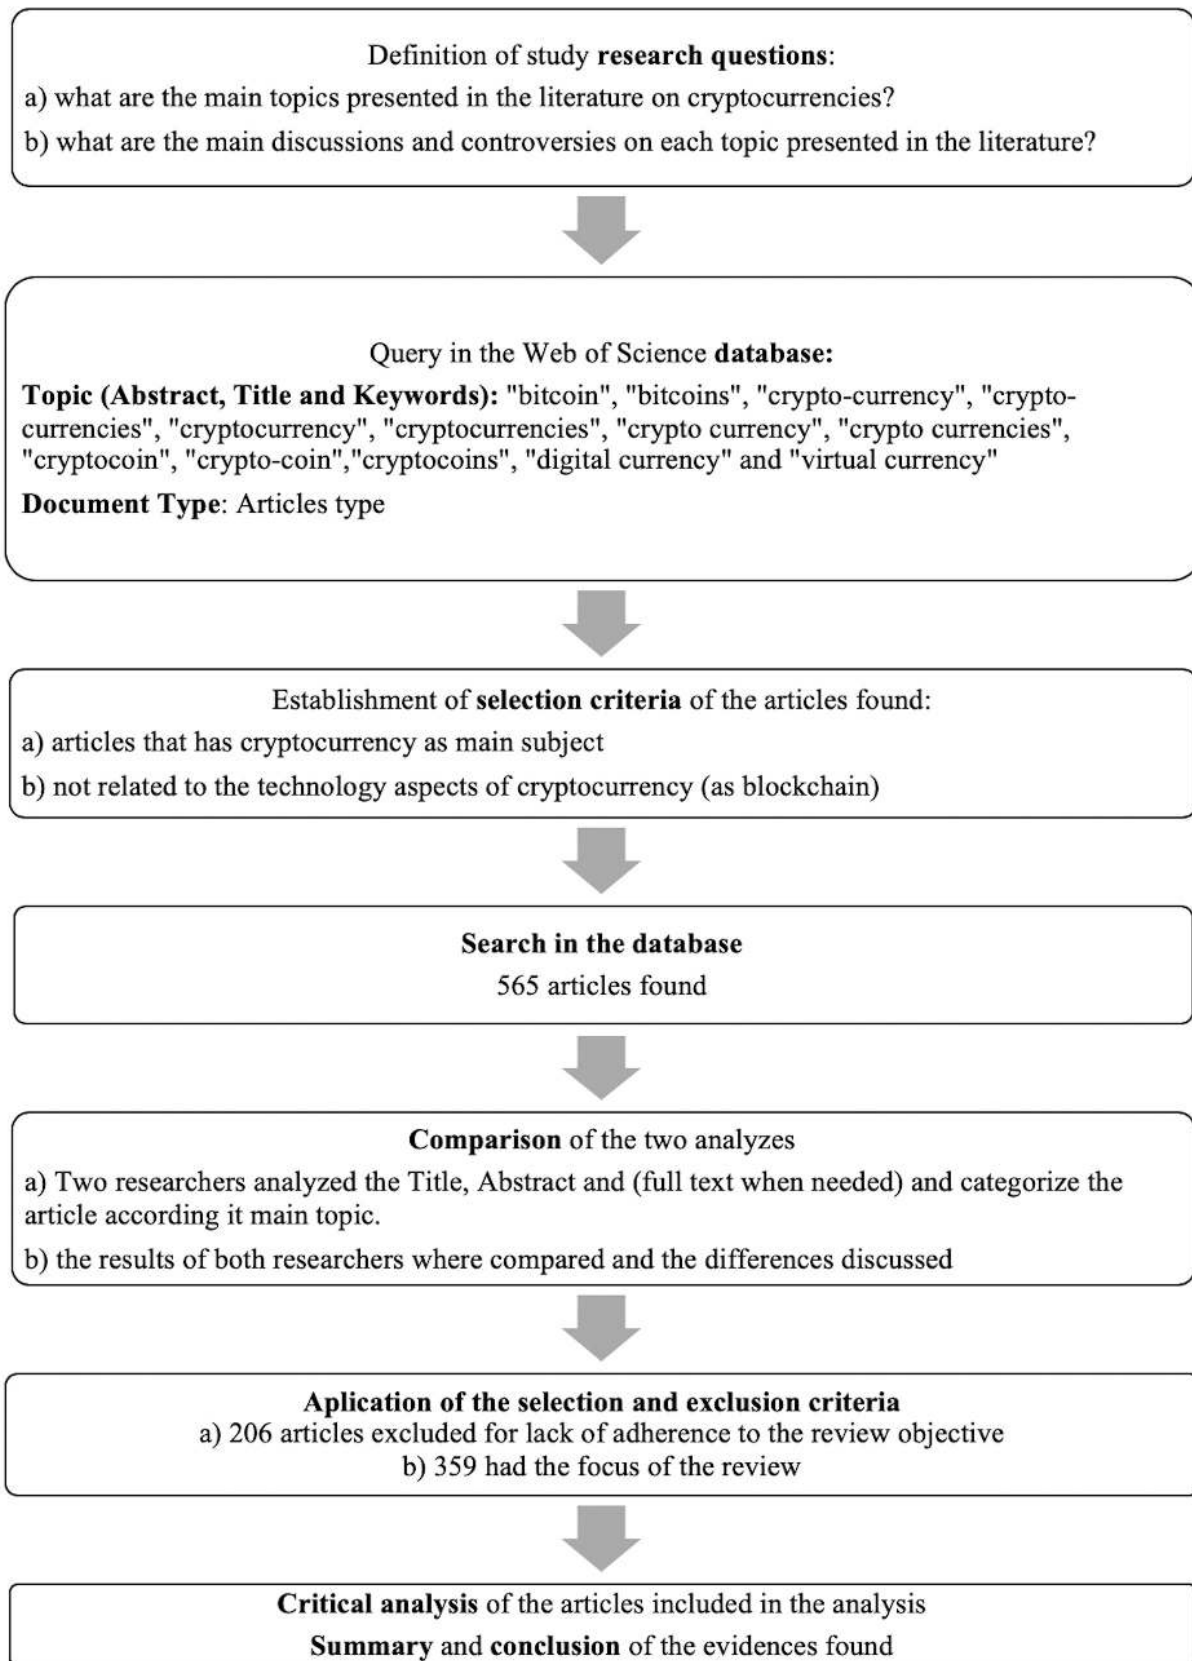 Definition of study research questions:
a) what are the main topics presented in the literature on cryptocurrencies?
b) what are the main discussions and controversies on each topic presented in the literature?
Query in the Web of Science database:
Topic (Abstract, Title and Keywords): "bitcoin", "bitcoins", "crypto-currency", "crypto-
currencies", "cryptocurrency", "cryptocurrencies", "crypto currency", "crypto currencies",
"cryptocoin", "crypto-coin","cryptocoins", "digital currency" and "virtual currency"
Document Type: Articles type
Establishment of selection criteria of the articles found:
a) articles that has cryptocurrency as main subject
b) not related to the technology aspects of cryptocurrency (as blockchain)
Search in the database
565 articles found
Comparison of the two analyzes
a) Two researchers analyzed the Title, Abstract and (full text when needed) and categorize the
article according it main topic.
b) the results of both researchers where compared and the differences discussed
Aplication of the selection and exclusion criteria
a) 206 articles excluded for lack of adherence to the review objective
b) 359 had the focus of the review
Critical analysis of the articles included in the analysis
Summary and conclusion of the evidences found